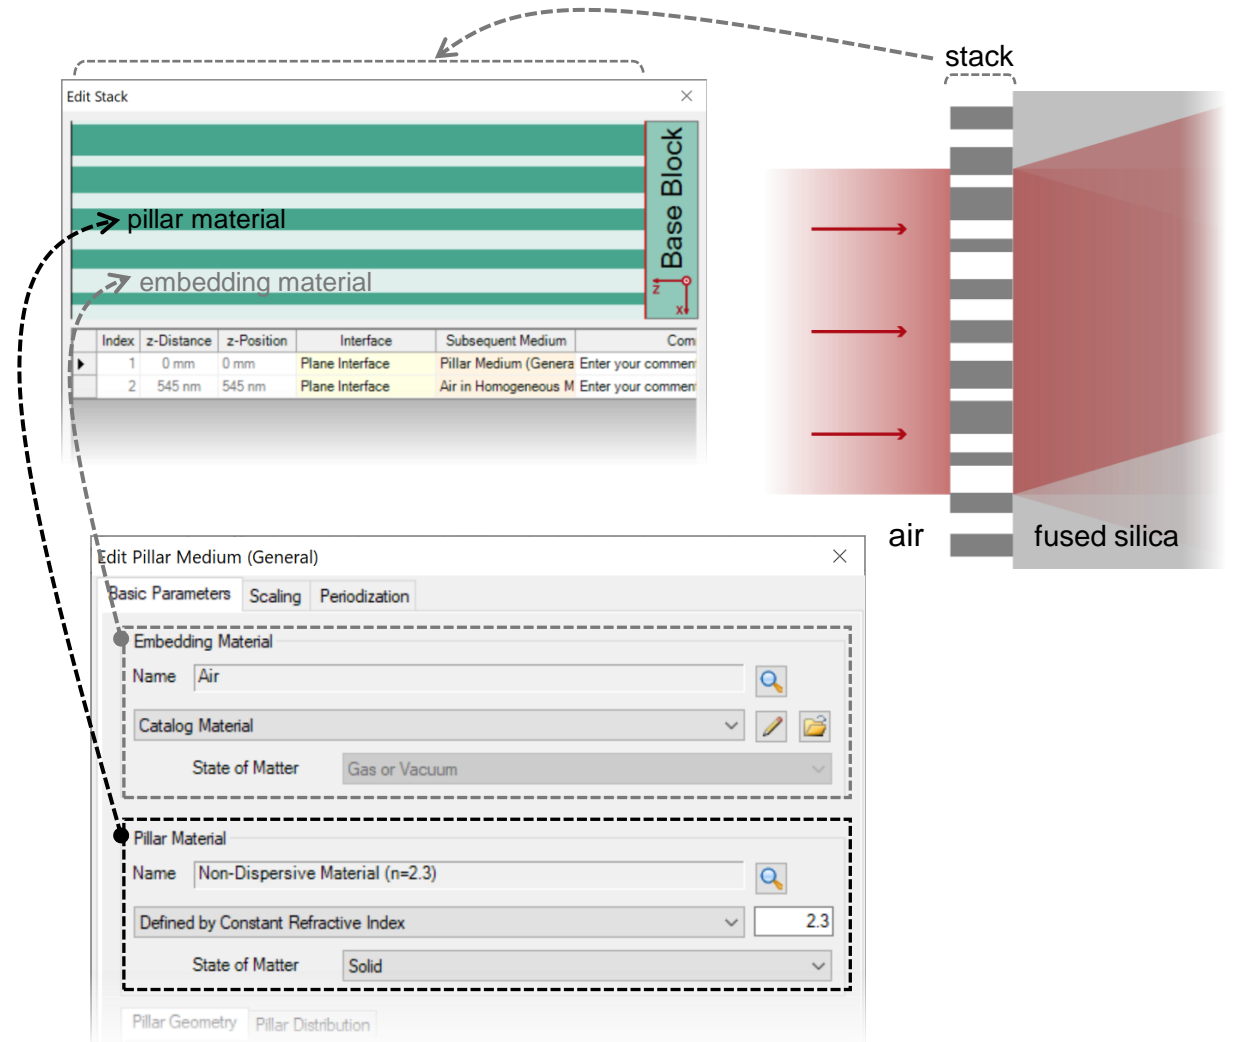 stack
Edit Stack
Base Block
pillar material
embedding material
z
x
Index z-Distance z-Position Interface Subsequent Medium Com
1 0 mm 0 mm Plane Interface Pillar Medium (Genera Enter your commen
2 545 nm 545 nm Plane Interface Air in Homogeneous M Enter your commen
air
fused silica
Edit Pillar Medium (General)
Basic Parameters Scaling Periodization
Embedding Material
Name Air
Catalog Material
State of Matter Gas or Vacuum
Pillar Material
Name Non-Dispersive Material (n=2.3)
Defined by Constant Refractive Index 2.3
State of Matter Solid
Pillar Geometry Pillar Distribution